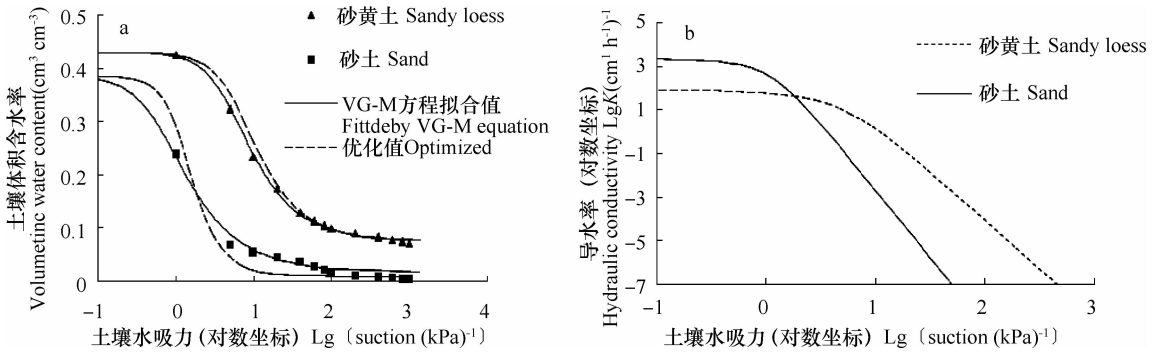 a
砂黄土 Sandy loess
砂土 Sand
VG-M方程拟合值
Fittdeby VG-M equation
优化值Optimized
土壤体积含水率
Volumetinc water content(cm³ cm⁻³)
0.5
0.4
0.3
0.2
0.1
0
−1
0
1
2
3
4
土壤水吸力 (对数坐标) Lg〔suction (kPa)⁻¹
b
砂黄土 Sandy loess
砂土 Sand
导水率 (对数坐标)
Hydraulic conductivity LgK(cm¹ h⁻¹)⁻¹
5
3
1
−1
−3
−5
−7
−1
0
1
2
3
土壤水吸力 (对数坐标) Lg〔suction (kPa)⁻¹